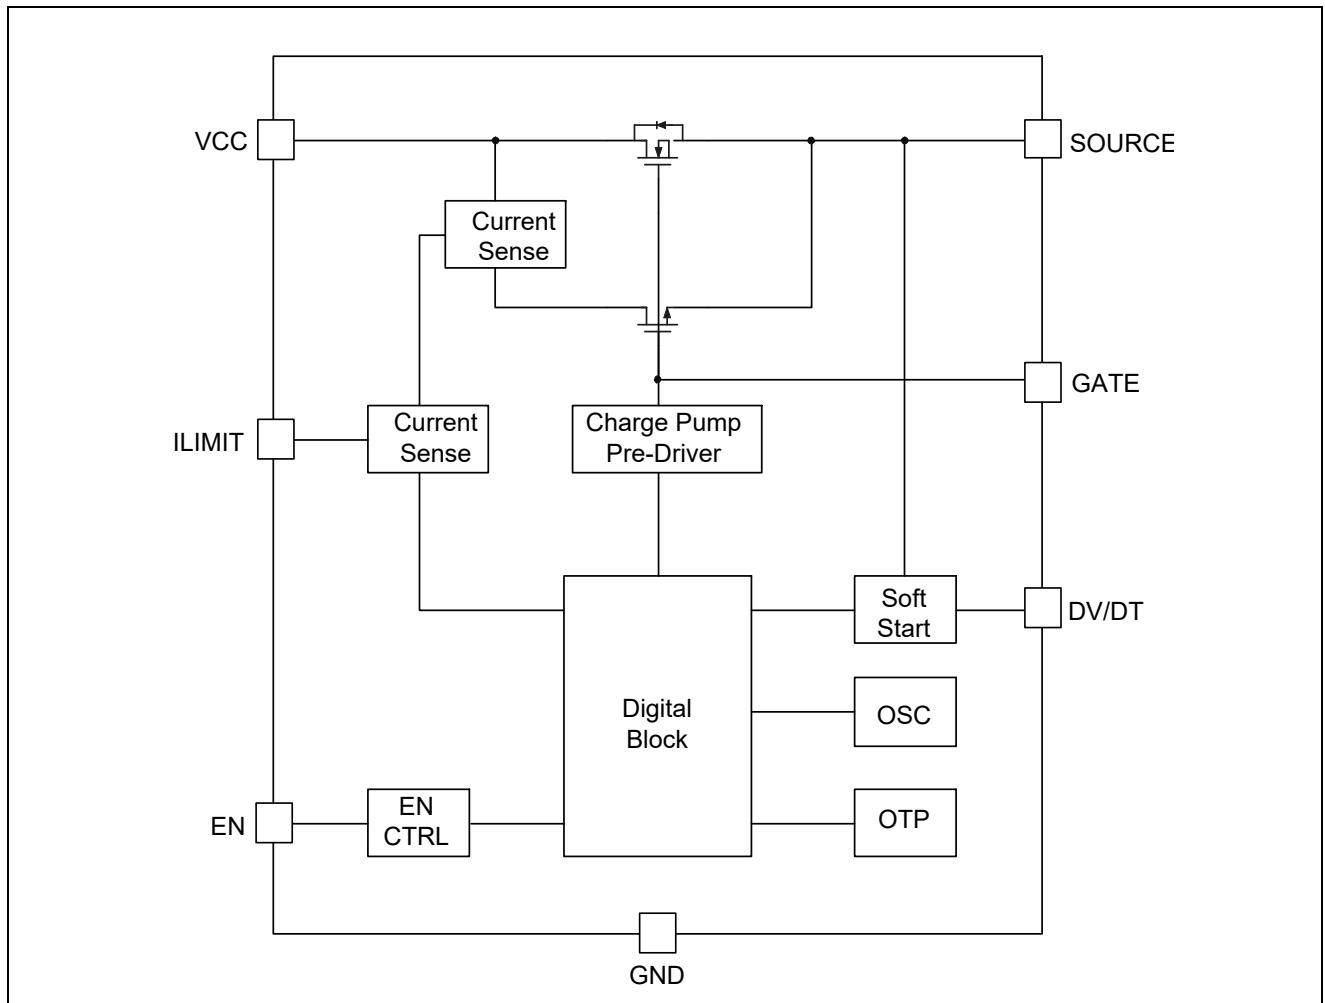 VCC
SOURCE
Current
Sense
GATE
ILIMIT
Current
Sense
Charge Pump
Pre-Driver
Soft
Start
DV/DT
Digital
Block
OSC
EN
EN
CTRL
OTP
GND